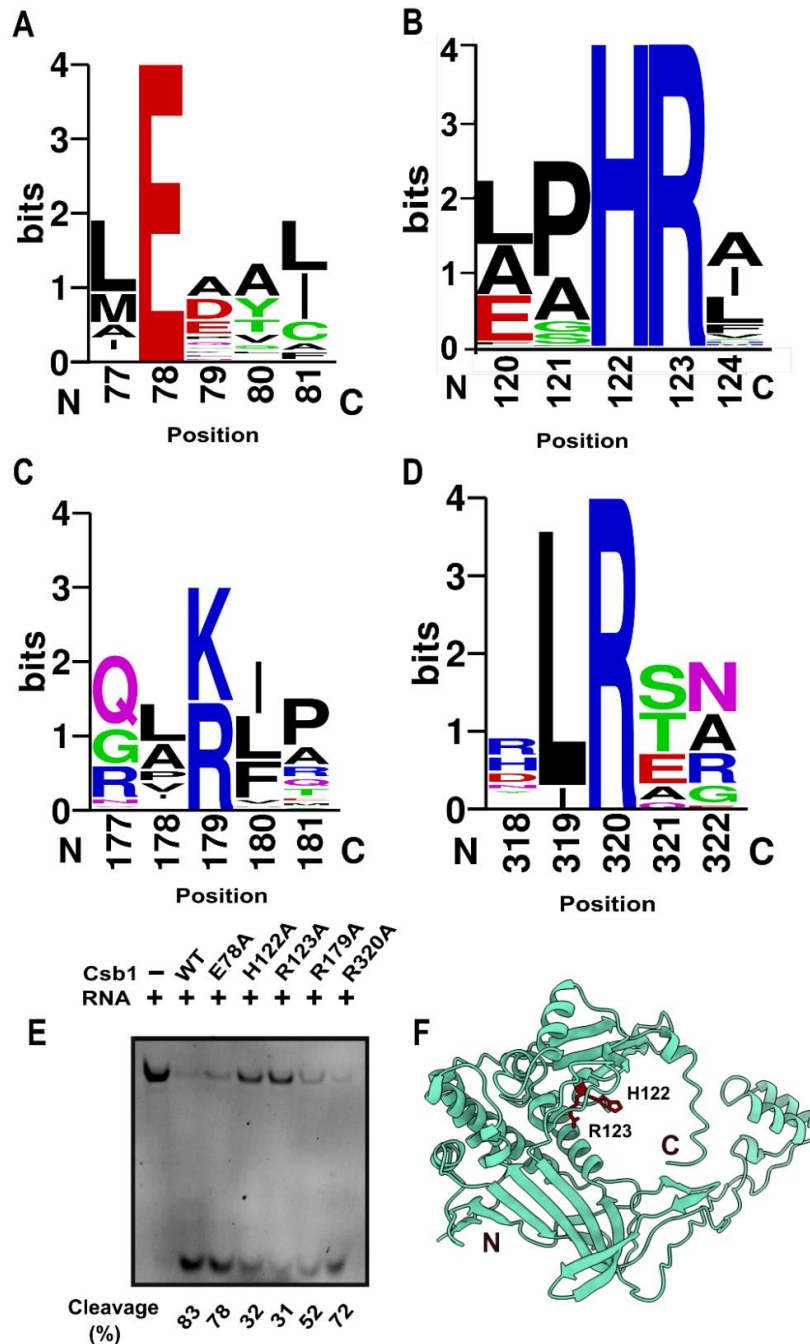 A
bits
4
3
2
1
0
L
M
A
I
E
A
D
E
A
Y
T
V
L
I
C
A
F
N
77
78
79
80
81
C
Position
B
bits
4
3
2
1
0
L
A
E
P
A
G
S
H
R
A
I
L
F
V
N
120
121
122
123
124
C
Position
C
bits
4
3
2
1
0
Q
G
R
N
L
A
P
V
K
R
I
L
F
V
P
A
R
Q
T
M
N
177
178
179
180
181
C
Position
D
bits
4
3
2
1
0
R
H
D
N
L
I
R
S
T
E
A
Q
N
A
R
G
N
318
319
320
321
322
C
Position
Csb1 – WT E78A H122A R123A R179A R320A
RNA + + + + + + +
E
Cleavage
(%)
83 78 32 31 52 72
F
H122
R123
C
N